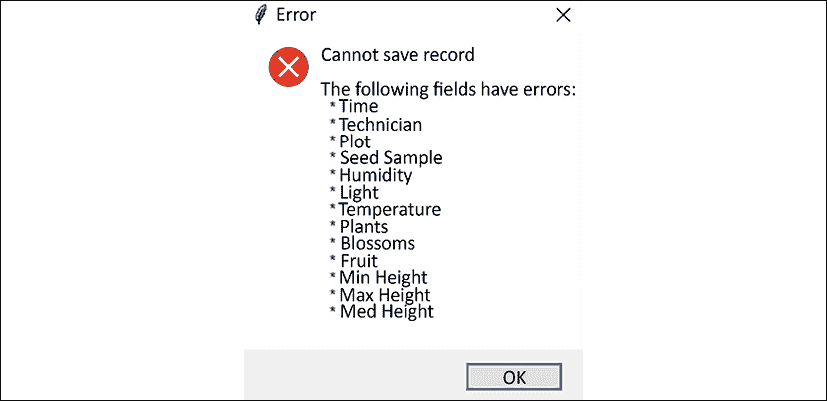 Error
Cannot save record
The following fields have errors:
* Time
* Technician
* Plot
* Seed Sample
* Humidity
* Light
* Temperature
* Plants
* Blossoms
* Fruit
* Min Height
* Max Height
* Med Height
OK